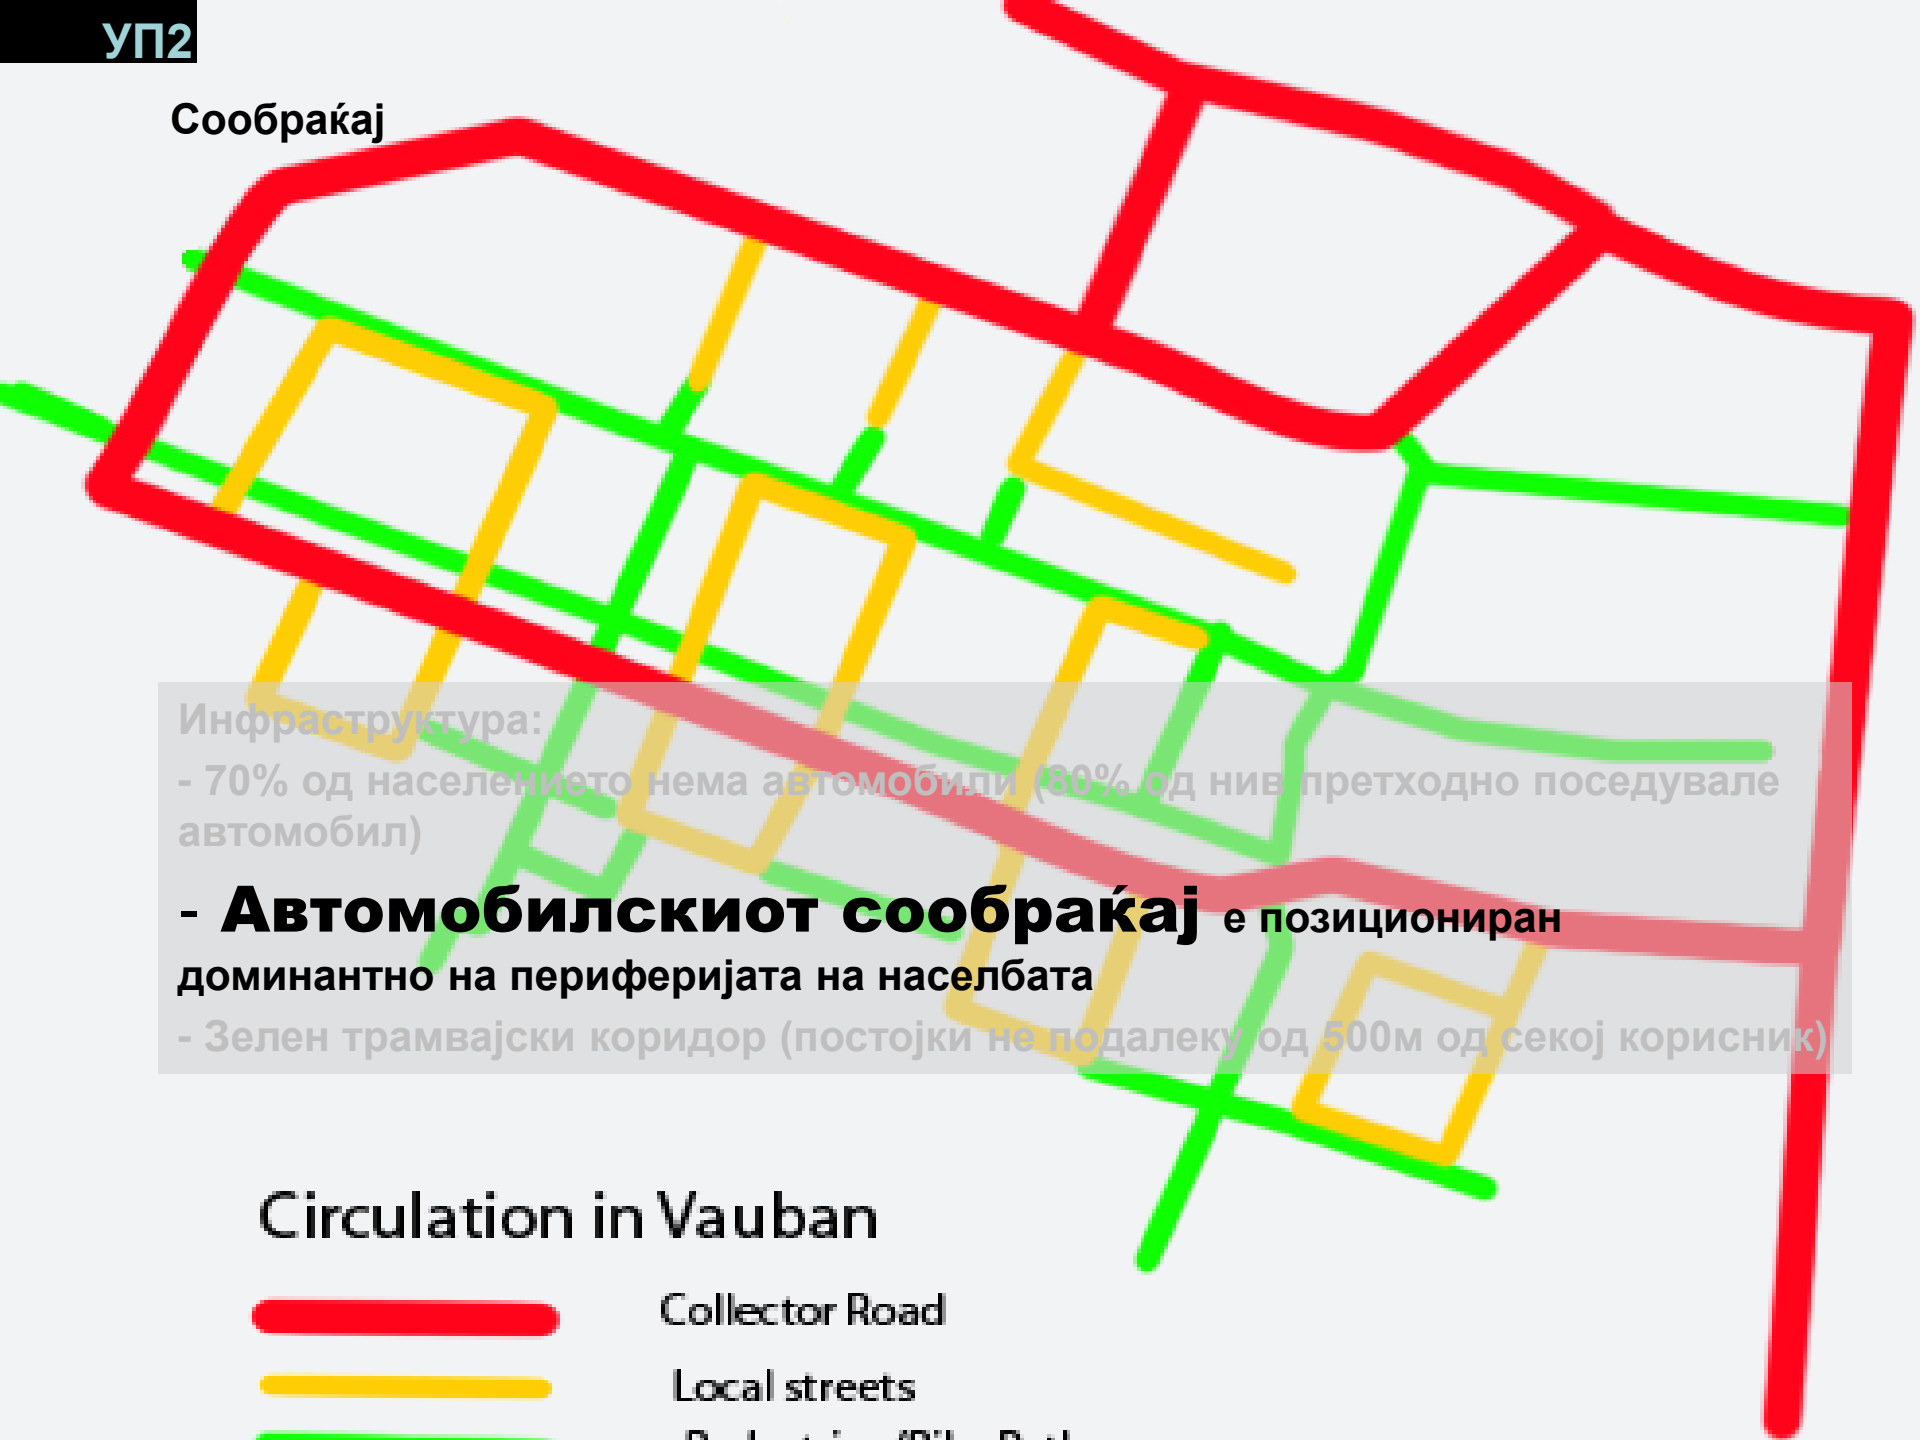 УП2
Сообраќај
Инфраструктура:
- 70% од населението нема автомобили (80% од нив претходно поседувале
автомобил)
- Автомобилскиот сообраќај е позициониран
доминантно на периферијата на населбата
- Зелен трамвајски коридор (постојки не подалеку од 500м од секој корисник)
Circulation in Vauban
Collector Road
Local streets